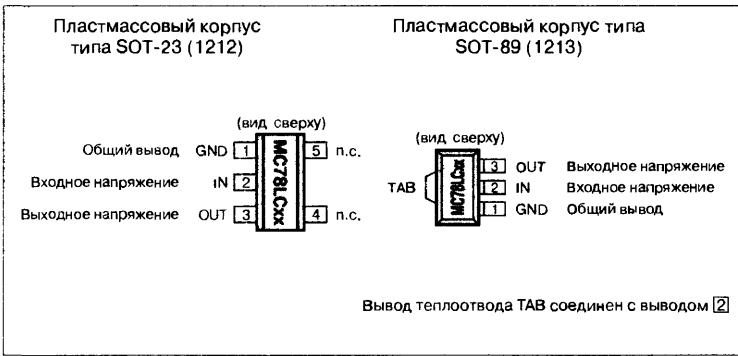 Пластмассовый корпус
типа SOT-23 (1212)
(вид сверху)
Общий вывод GND 1
Входное напряжение IN 2
Выходное напряжение OUT 3
MC78LCxx
5 n.c.
4 n.c.
Пластмассовый корпус типа
SOT-89 (1213)
(вид сверху)
TAB
MC78LCxx
3 OUT Выходное напряжение
2 IN Входное напряжение
1 GND Общий вывод
Вывод теплоотвода TAB соединен с выводом 2